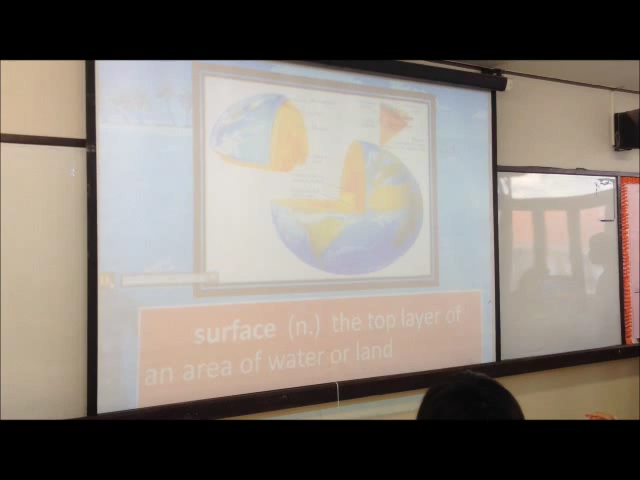 surface (n.) the top layer of
an area of water or land